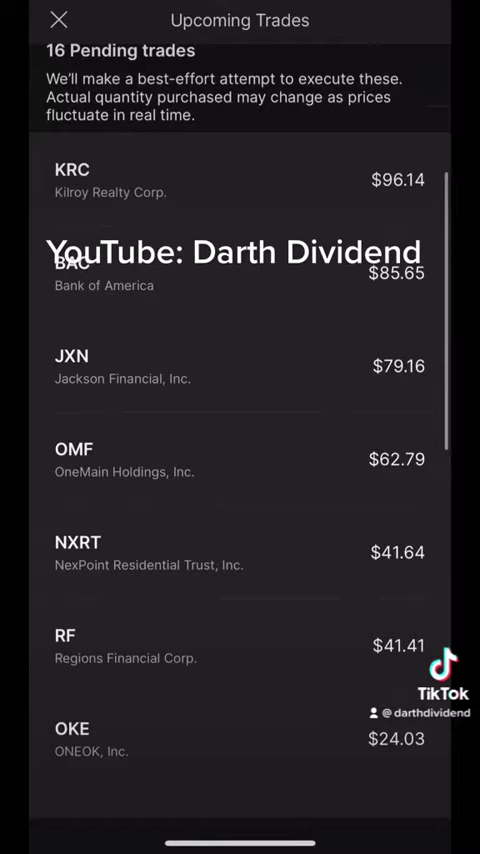 Upcoming Trades
16 Pending trades
We'll make a best-effort attempt to execute these.
Actual quantity purchased may change as prices
fluctuate in real time.
KRC
$96.14
Kilroy Realty Corp.
YouTube: Darth Dividend
BAC
$85.65
Bank of America
JXN
$79.16
Jackson Financial, Inc.
OMF
$62.79
OneMain Holdings, Inc.
NXRT
$41.64
NexPoint Residential Trust, Inc.
RF
$41.41
Regions Financial Corp.
TikTok
@darthdividend
OKE
$24.03
ONEOK, Inc.